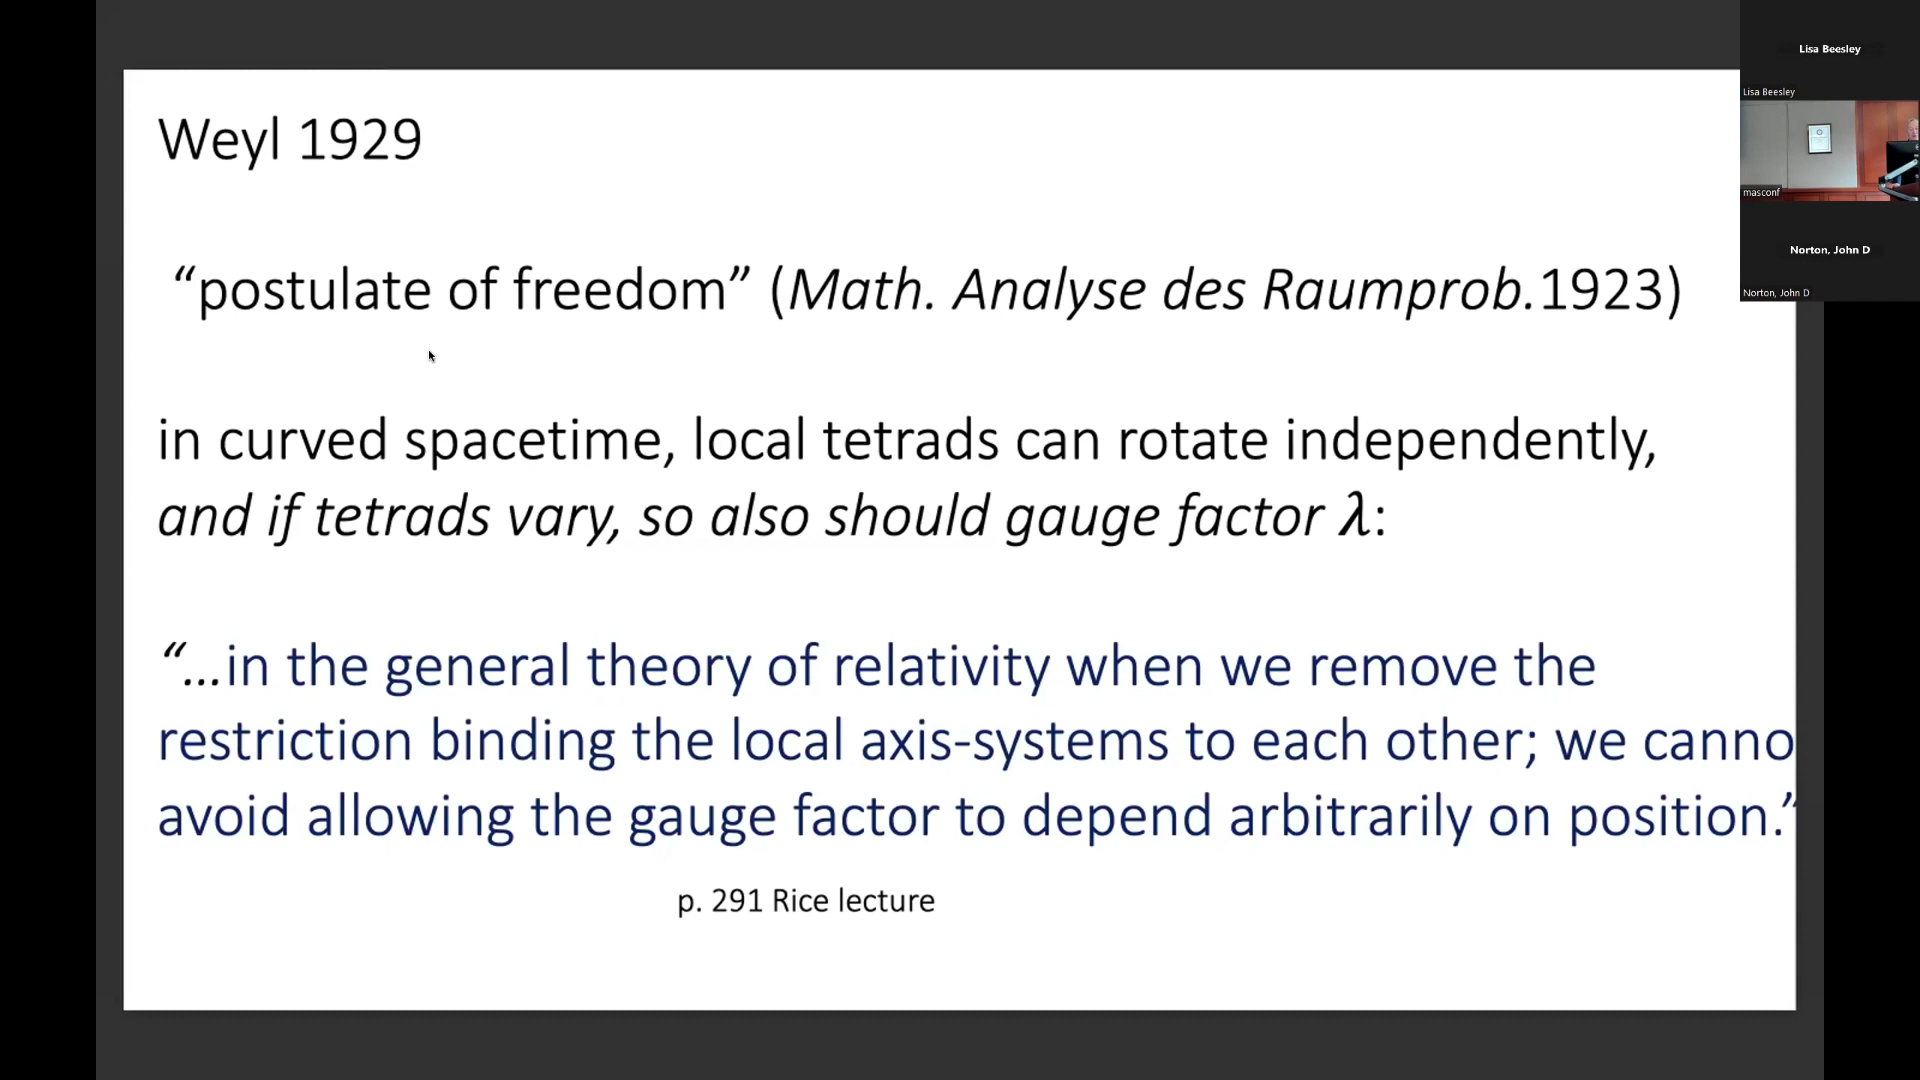 Weyl 1929
“postulate of freedom” (Math. Analyse des Raumprob.1923)
in curved spacetime, local tetrads can rotate independently,
and if tetrads vary, so also should gauge factor λ:
“…in the general theory of relativity when we remove the
restriction binding the local axis-systems to each other; we canno
avoid allowing the gauge factor to depend arbitrarily on position.”
p. 291 Rice lecture
Lisa Beesley
Lisa Beesley
masconf
Norton, John D
Norton, John D